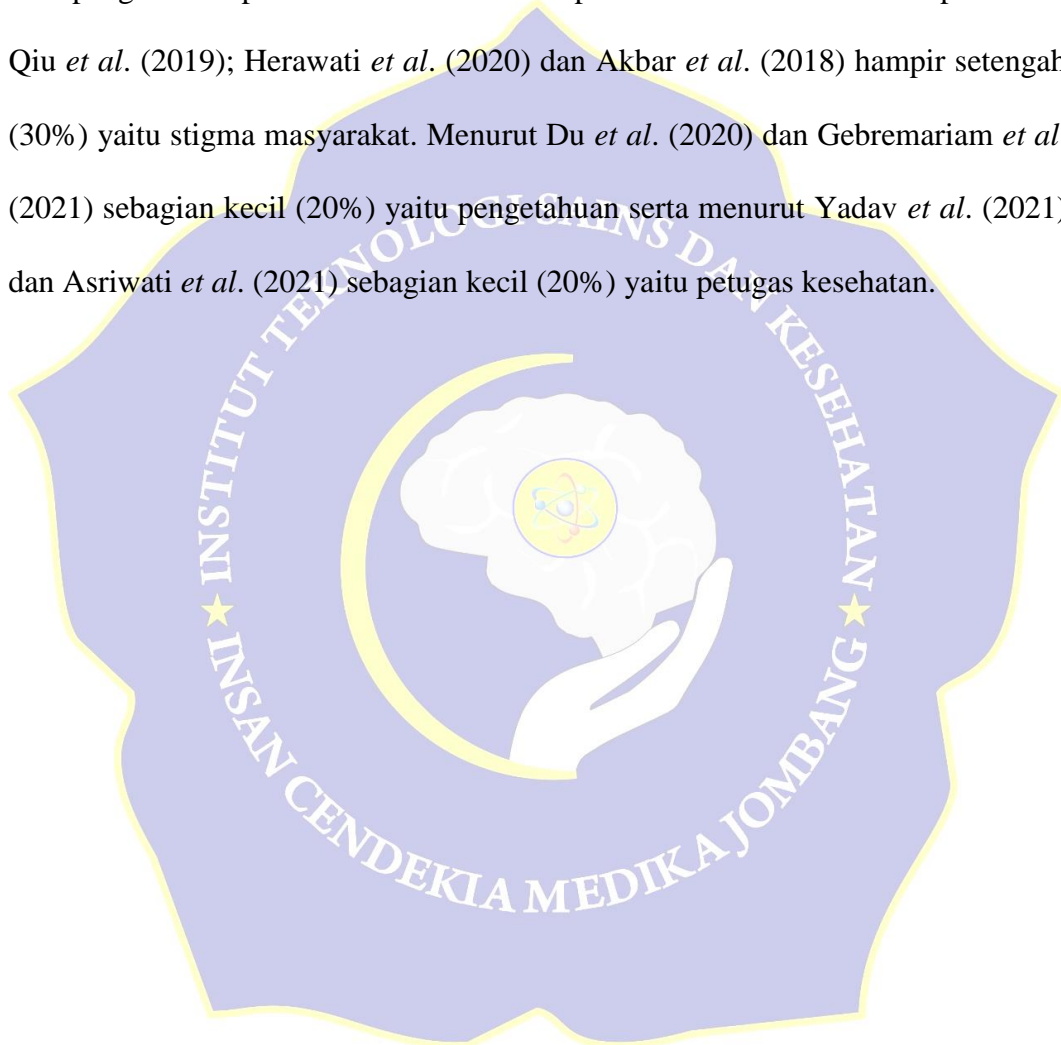 Qiu et al. (2019); Herawati et al. (2020) dan Akbar et al. (2018) hampir setengah
(30%) yaitu stigma masyarakat. Menurut Du et al. (2020) dan Gebremariam et al
(2021) sebagian kecil (20%) yaitu pengetahuan serta menurut Yadav et al. (2021)
dan Asriwati et al. (2021) sebagian kecil (20%) yaitu petugas kesehatan.
INSTITUT TEKNOLOGI SAINS DAN KESEHATAN
INSAN CENDEKIA MEDIKA JOMBANG